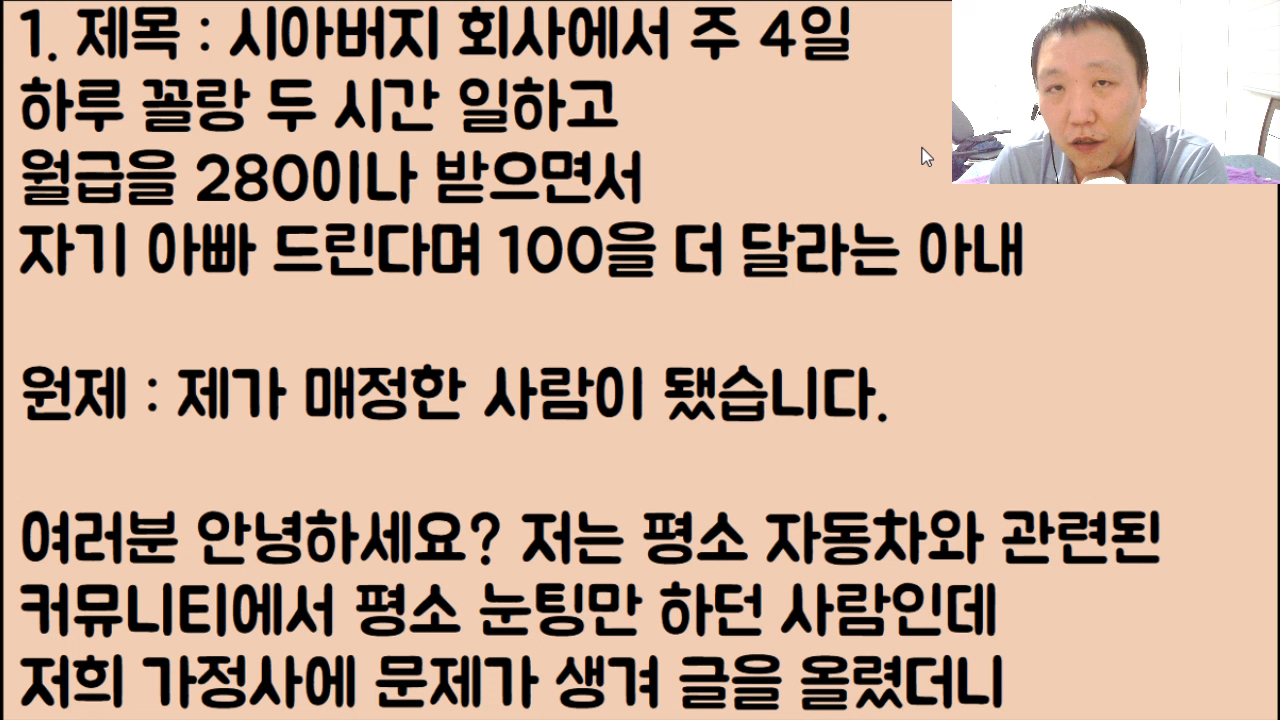 1. 제목 : 시아버지 회사에서 주 4일
하루 꼴랑 두 시간 일하고
월급을 280이나 받으면서
자기 아빠 드린다며 100을 더 달라는 아내
원제 : 제가 매정한 사람이 됐습니다.
여러분 안녕하세요? 저는 평소 자동차와 관련된
커뮤니티에서 평소 눈팅만 하던 사람인데
저희 가정사에 문제가 생겨 글을 올렸더니